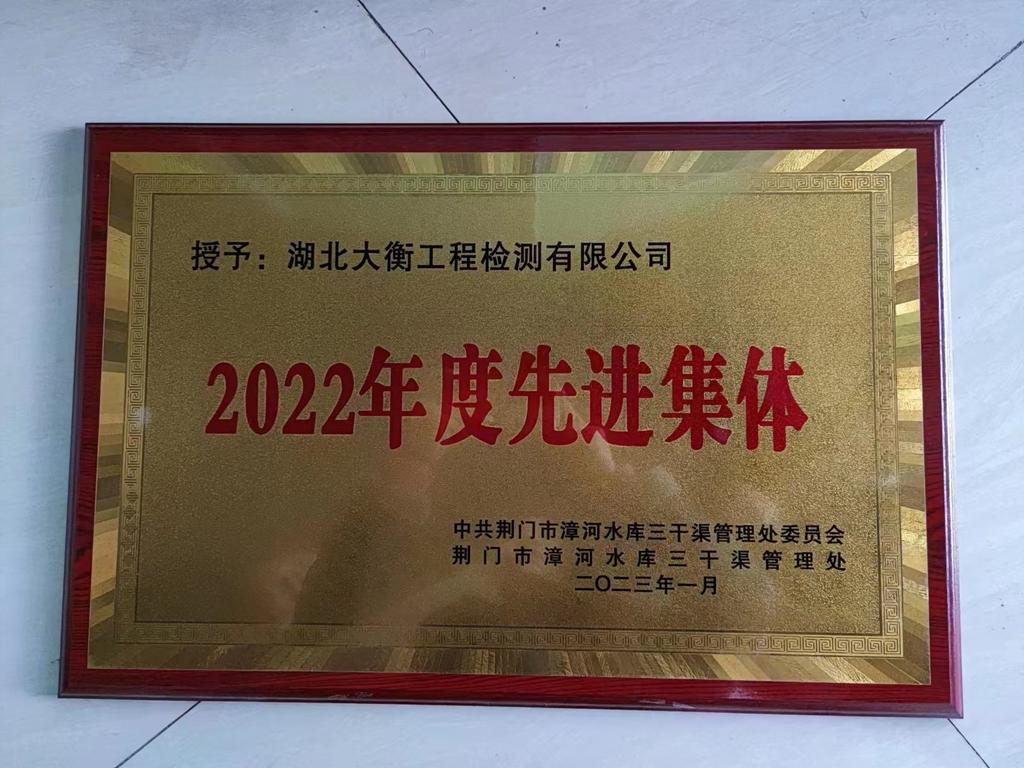 授予：湖北大衡工程检测有限公司
2022年度先进集体
中共荆门市漳河水库三干渠管理处委员会
荆门市漳河水库三干渠管理处
二〇二三年一月